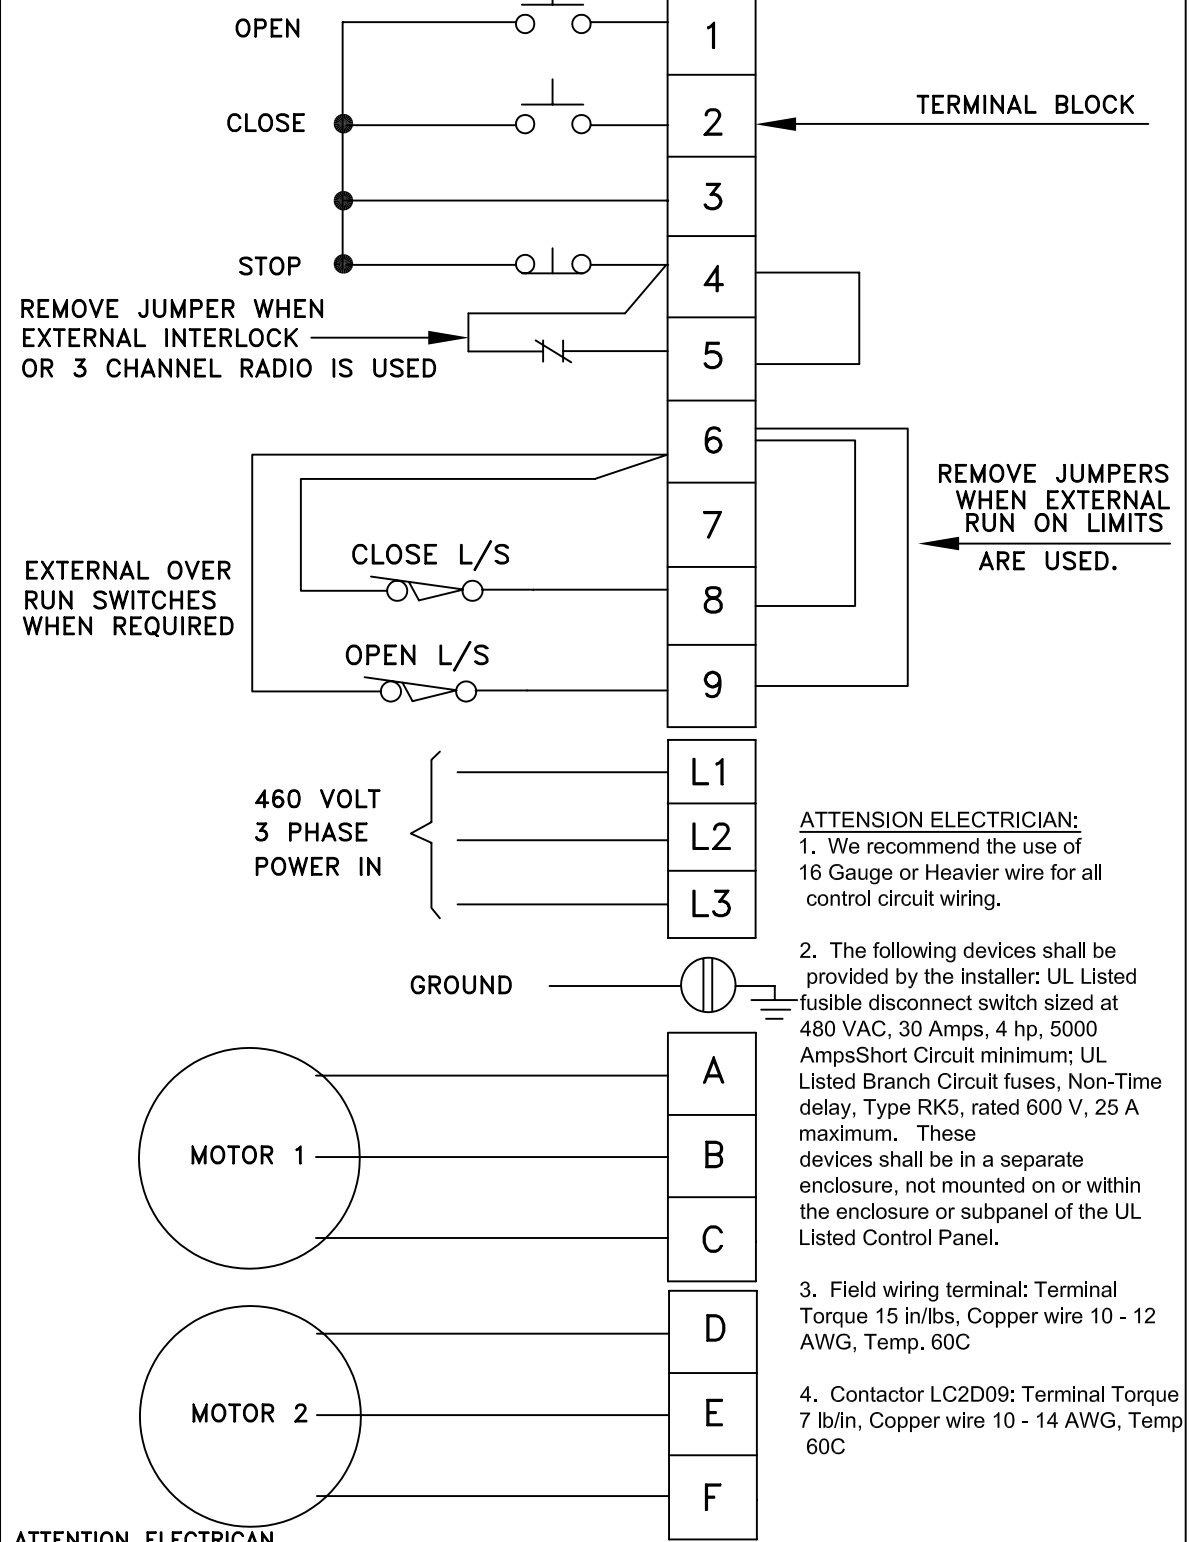 OPEN
1
CLOSE
2
TERMINAL BLOCK
3
STOP
4
REMOVE JUMPER WHEN
EXTERNAL INTERLOCK
OR 3 CHANNEL RADIO IS USED
5
6
REMOVE JUMPERS
WHEN EXTERNAL
RUN ON LIMITS
ARE USED.
7
CLOSE L/S
EXTERNAL OVER
RUN SWITCHES
WHEN REQUIRED
8
OPEN L/S
9
460 VOLT
3 PHASE
POWER IN
L1
L2
L3
GROUND
ATTENSION ELECTRICIAN:
1. We recommend the use of
16 Gauge or Heavier wire for all
control circuit wiring.
2. The following devices shall be
provided by the installer: UL Listed
fusible disconnect switch sized at
480 VAC, 30 Amps, 4 hp, 5000
AmpsShort Circuit minimum; UL
Listed Branch Circuit fuses, Non-Time
delay, Type RK5, rated 600 V, 25 A
maximum. These
devices shall be in a separate
enclosure, not mounted on or within
the enclosure or subpanel of the UL
Listed Control Panel.
3. Field wiring terminal: Terminal
Torque 15 in/lbs, Copper wire 10 - 12
AWG, Temp. 60C
4. Contactor LC2D09: Terminal Torque
7 lb/in, Copper wire 10 - 14 AWG, Temp
60C
MOTOR 1
A
B
C
MOTOR 2
D
E
F
ATTENTION ELECTRICAN